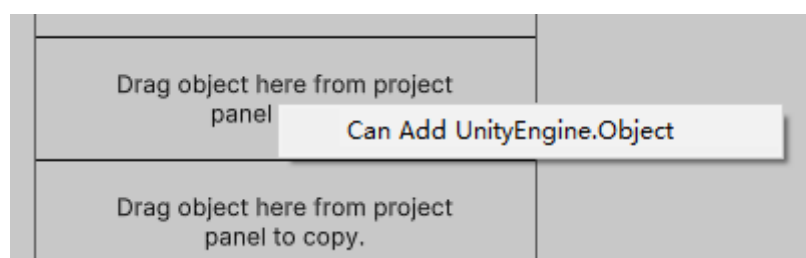 Drag object here from project
panel
Can Add UnityEngine.Object
Drag object here from project
panel to copy.